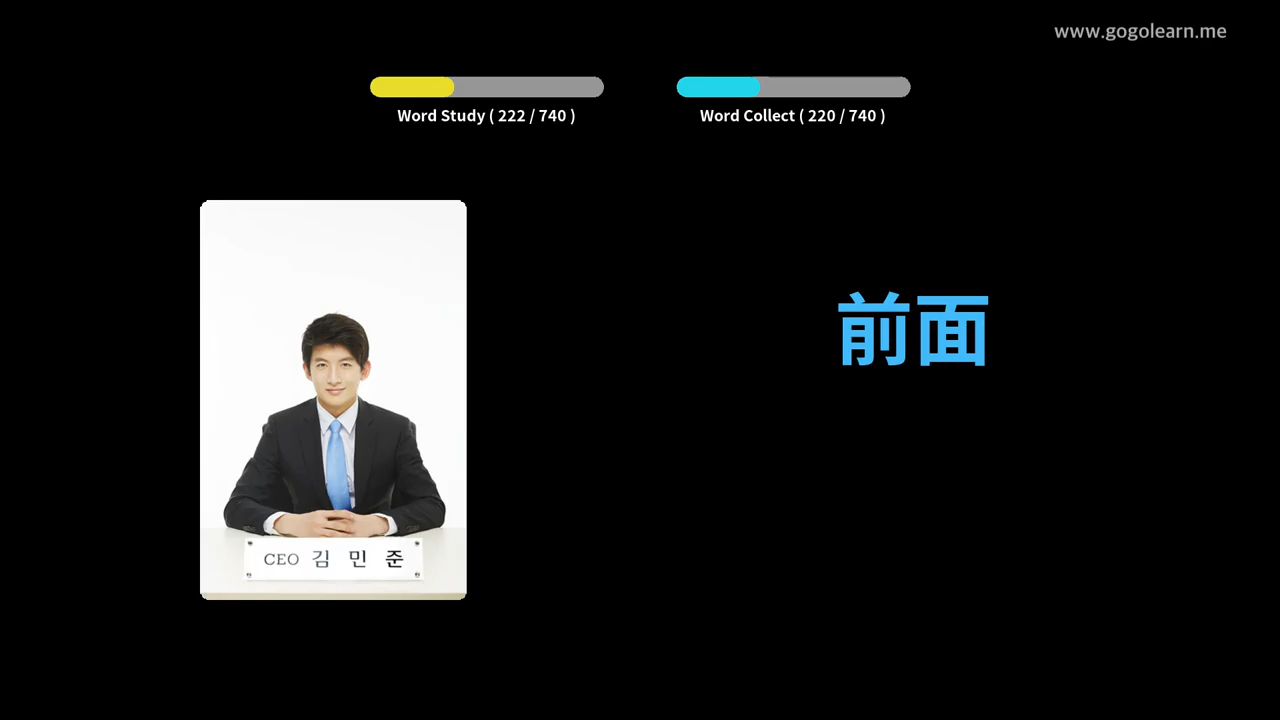 www.gogolearn.me
Word Study ( 222 / 740 )
Word Collect ( 220 / 740 )
前面
CEO 김 민 준